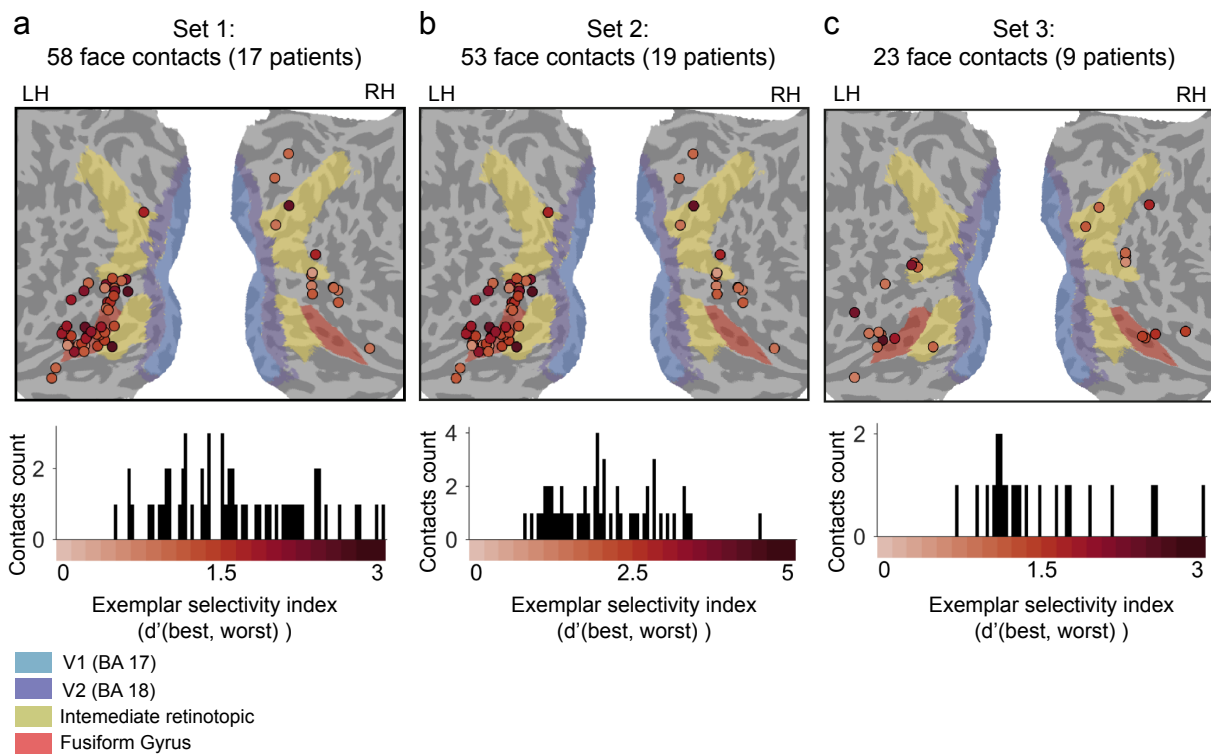 a
Set 1:
58 face contacts (17 patients)
LH
RH
Contacts count
2
0
0
1.5
3
Exemplar selectivity index
(d'(best, worst) )
b
Set 2:
53 face contacts (19 patients)
LH
RH
Contacts count
4
2
0
0
2.5
5
Exemplar selectivity index
(d'(best, worst) )
c
Set 3:
23 face contacts (9 patients)
LH
RH
Contacts count
2
0
0
1.5
3
Exemplar selectivity index
(d'(best, worst) )
V1 (BA 17)
V2 (BA 18)
Intemediate retinotopic
Fusiform Gyrus